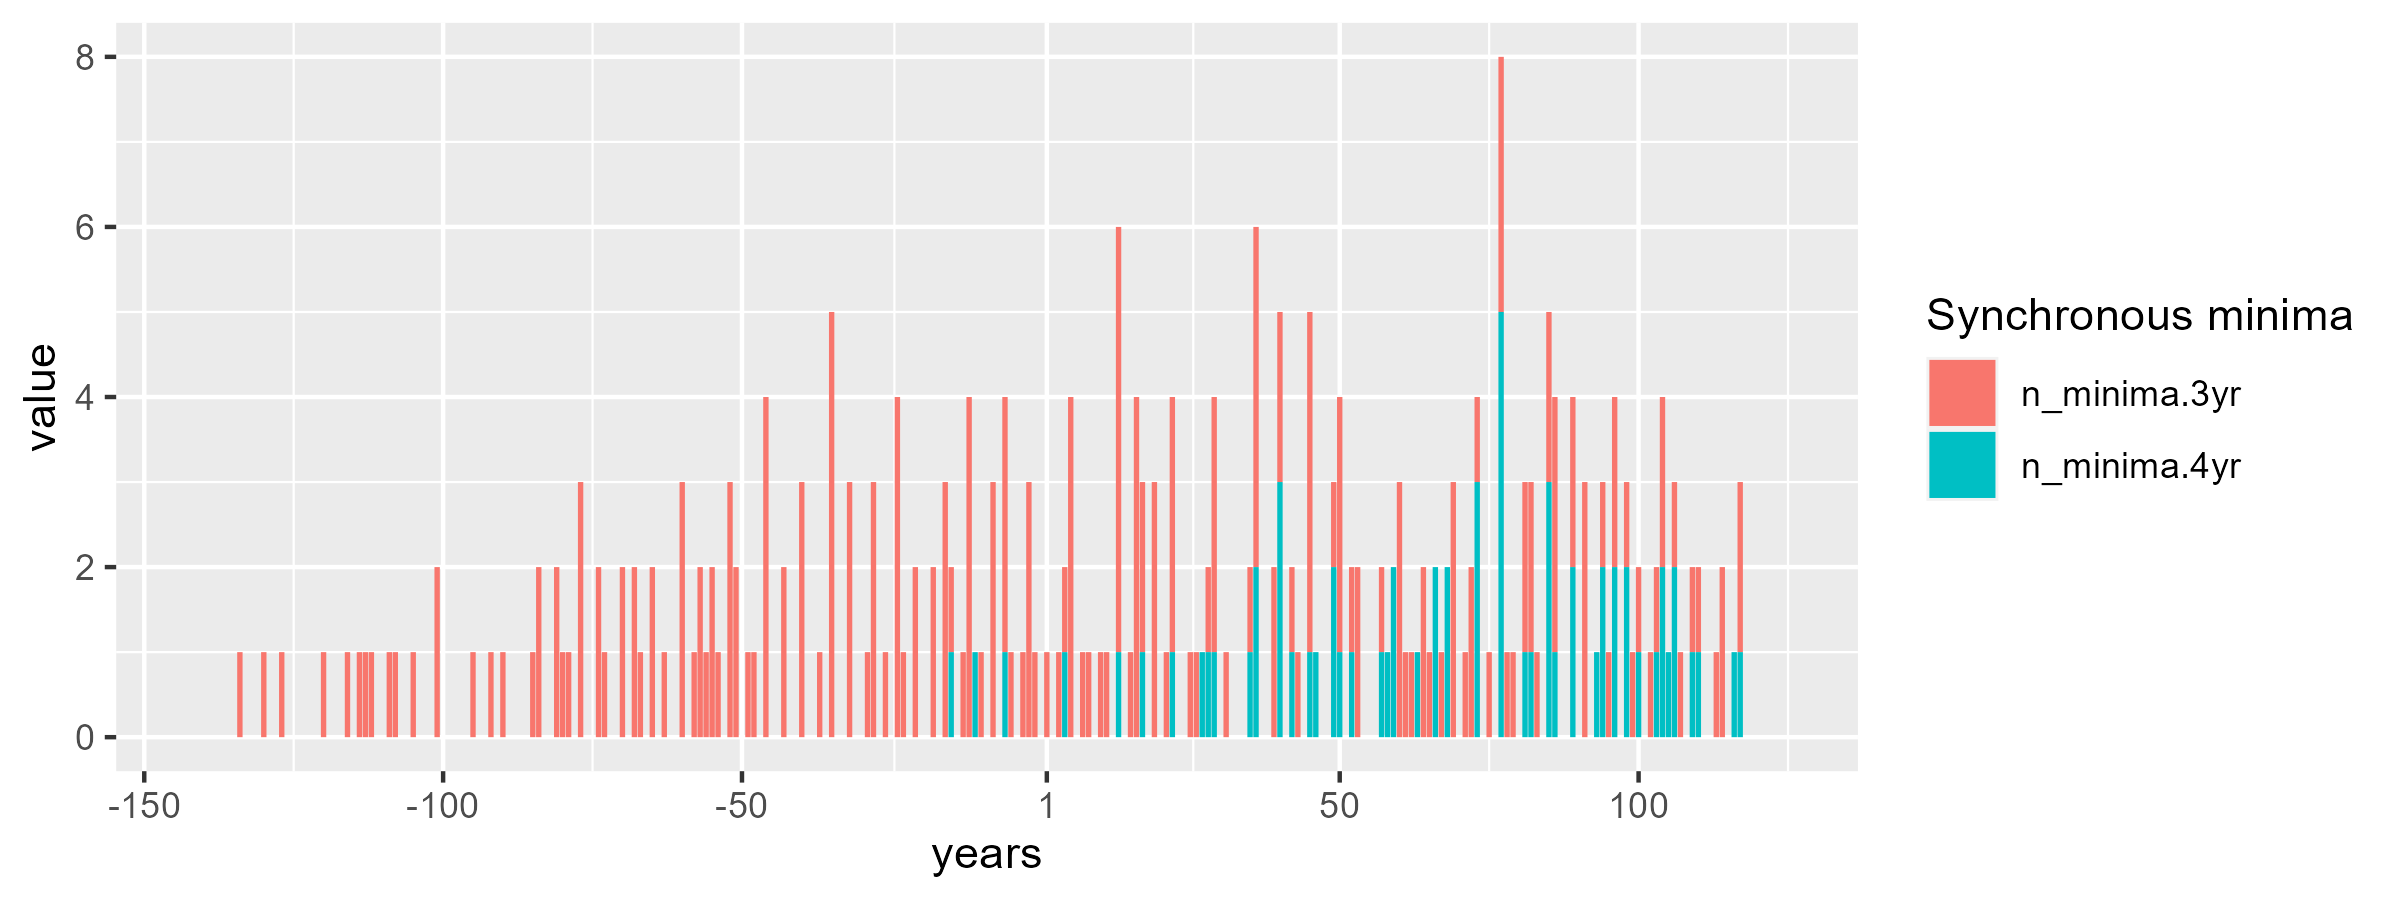 8
6
4
2
0
value
-150 -100 -50 1 50 100
years
Synchronous minima
n_minima.3yr
n_minima.4yr